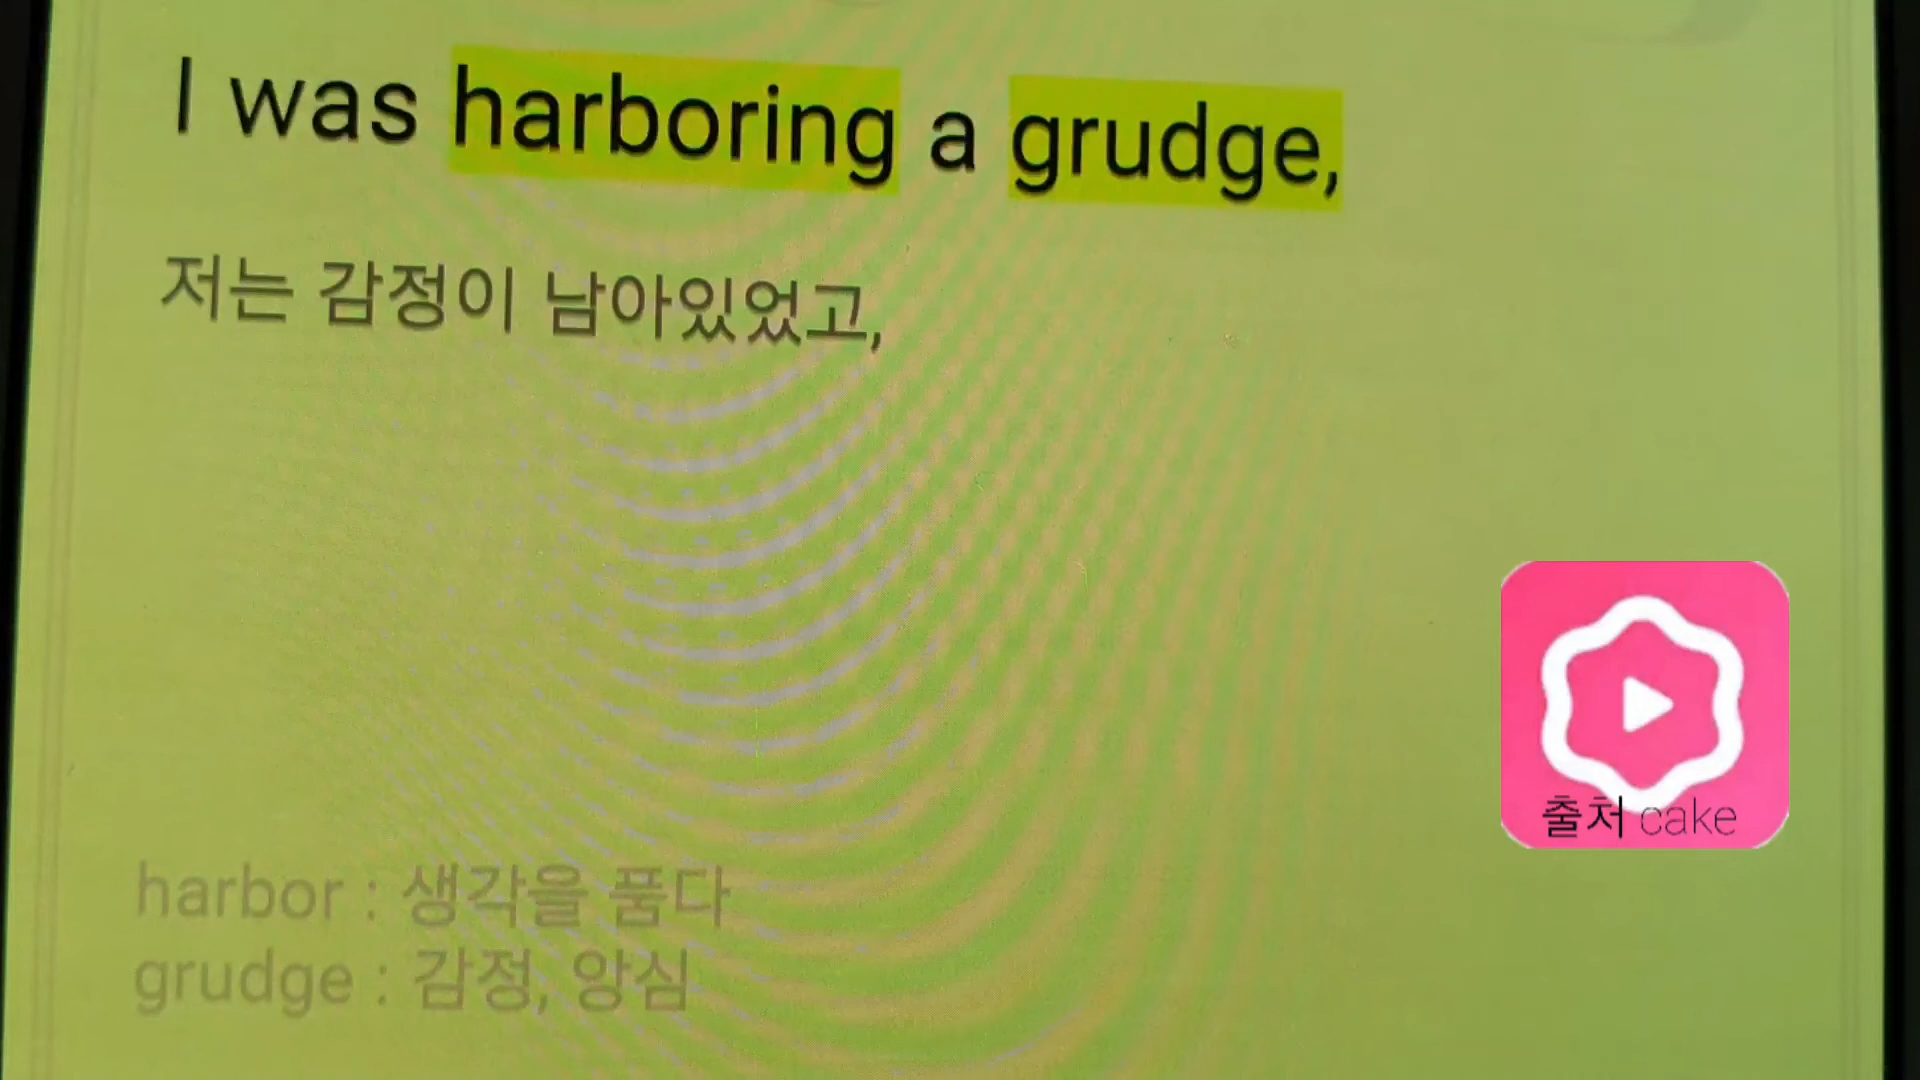 I was harboring a grudge,
저는 감정이 남아있었고,
출처 cake
harbor : 생각을 품다
grudge : 감정, 앙심